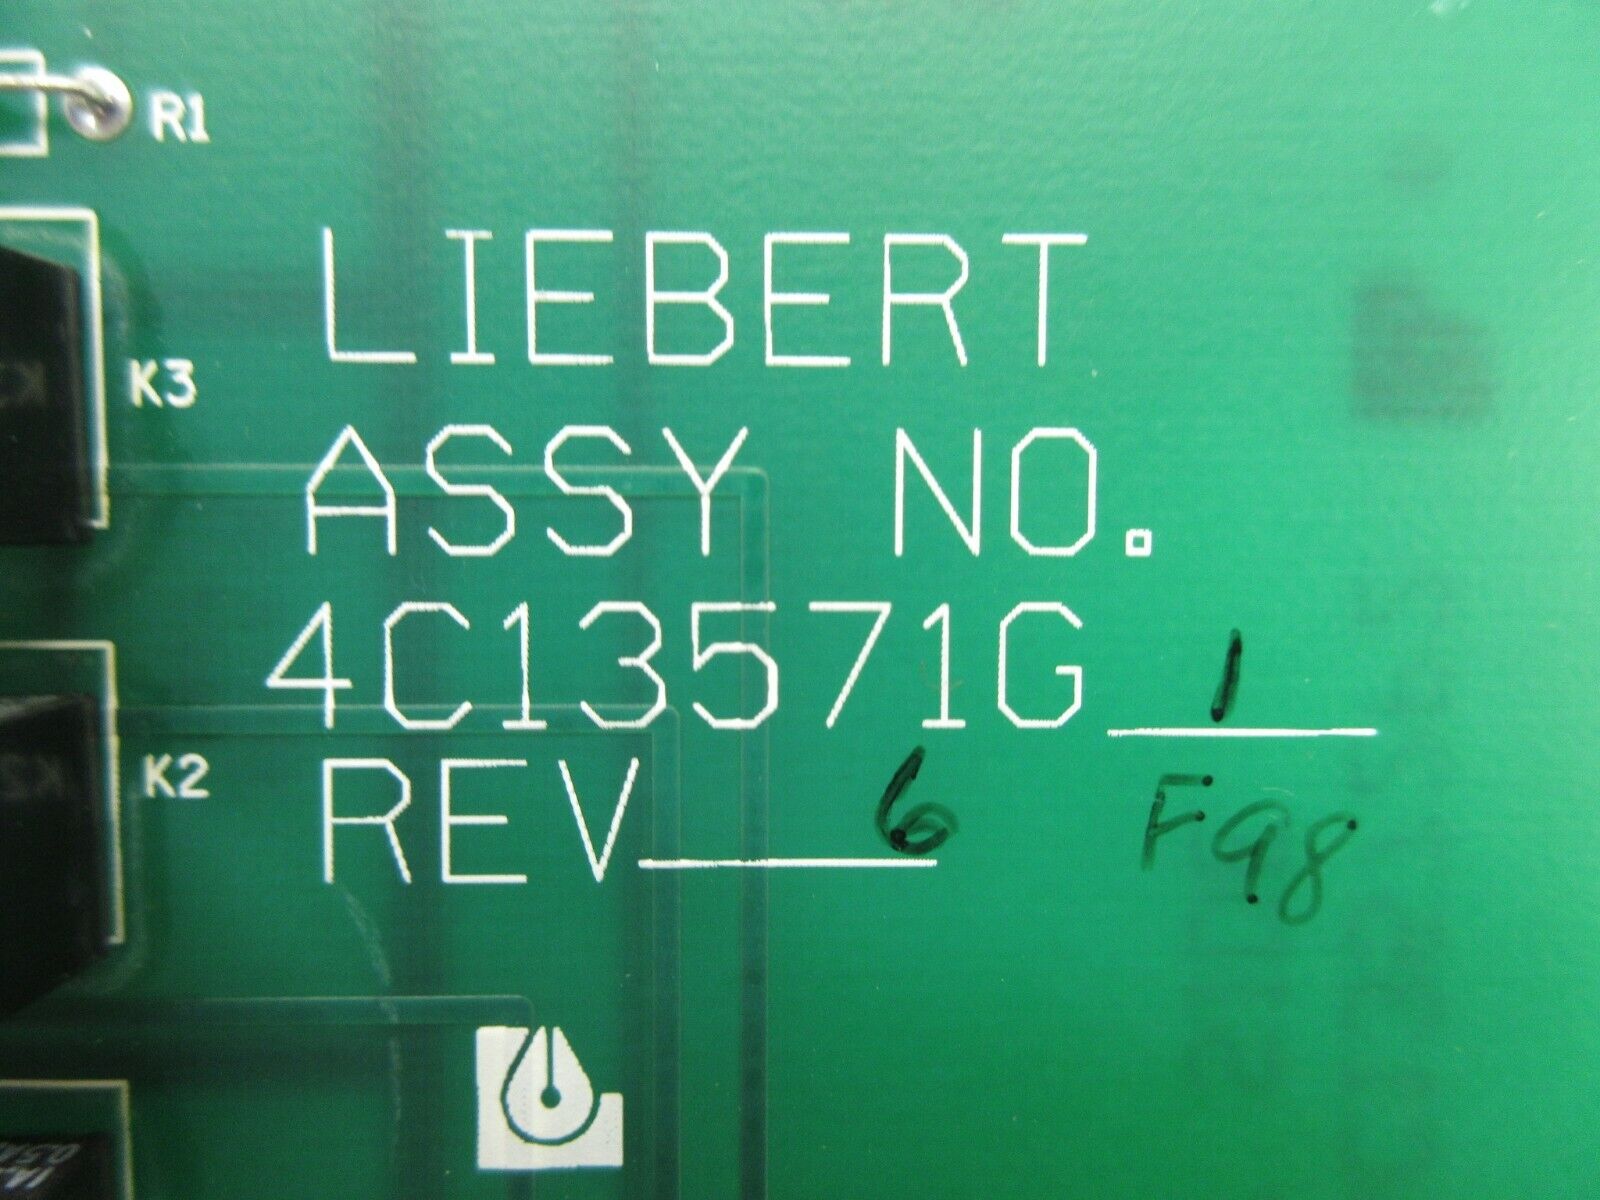 R1
LIEBERT
K3
ASSY NO.
4C13571G 1
K2
REV 6
F98